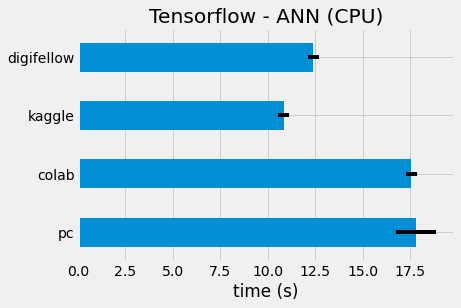 Tensorflow - ANN (CPU)
digifellow
kaggle
colab
pc
0.0 2.5 5.0 7.5 10.0 12.5 15.0 17.5
time (s)